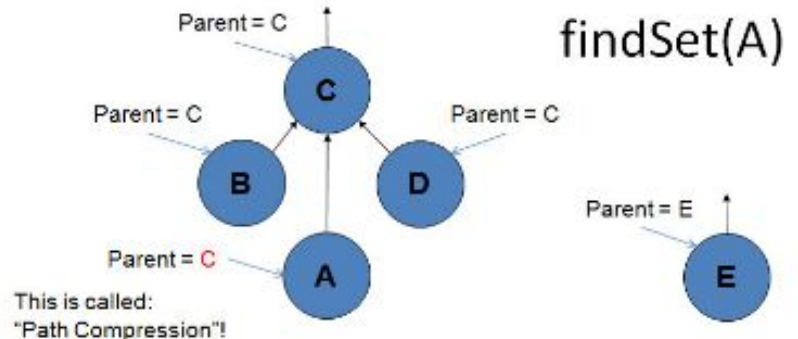 findSet(A)
Parent = C
C
Parent = C
Parent = C
B
D
Parent = E
Parent = C
A
E
This is called:
"Path Compression"!